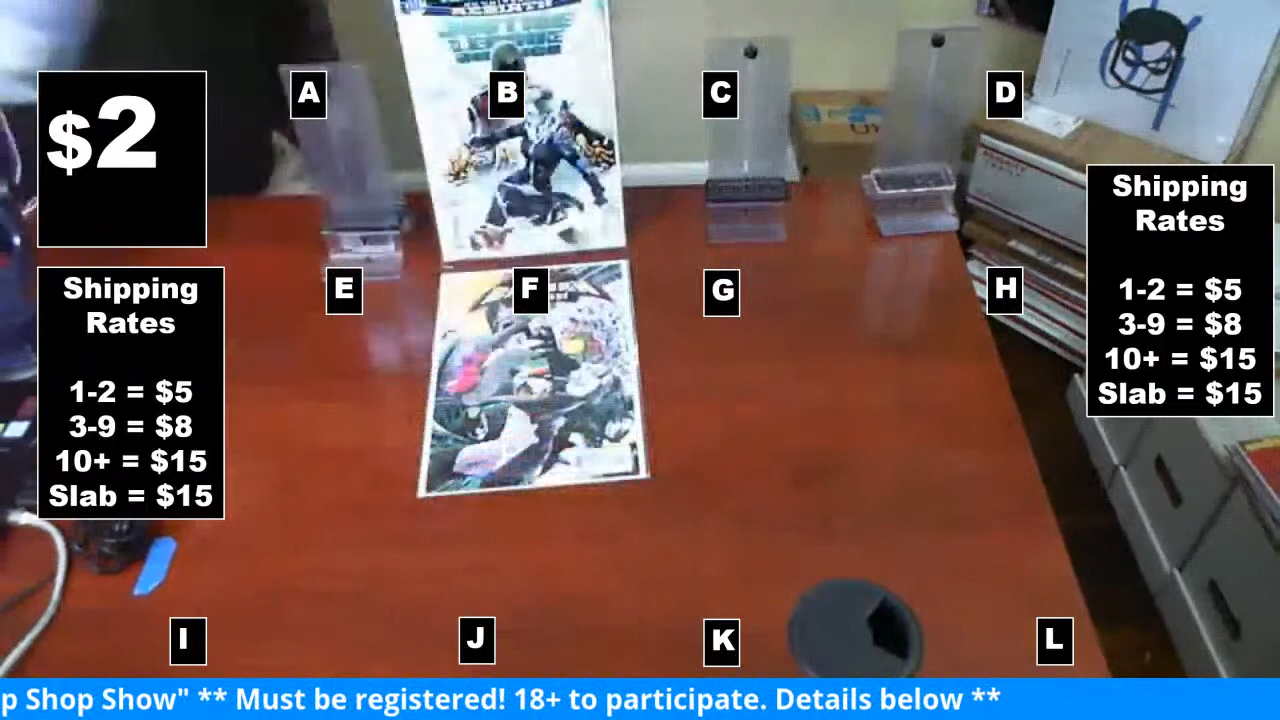 REBIRTH
$2
A
B
C
D
Shipping
Rates
1-2 = $5
3-9 = $8
10+ = $15
Slab = $15
Shipping
Rates
1-2 = $5
3-9 = $8
10+ = $15
Slab = $15
E
F
G
H
I
J
K
L
p Shop Show" ** Must be registered! 18+ to participate. Details below **